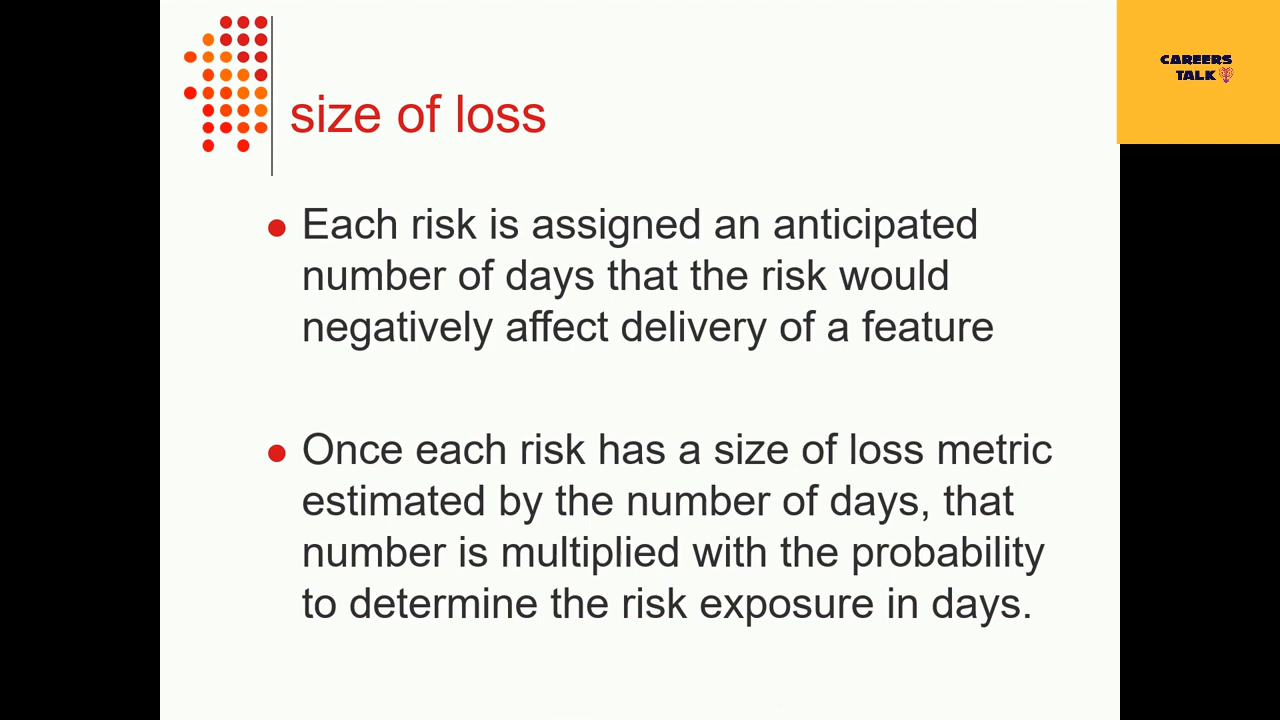 CAREERS
TALK
size of loss
Each risk is assigned an anticipated
number of days that the risk would
negatively affect delivery of a feature
Once each risk has a size of loss metric
estimated by the number of days, that
number is multiplied with the probability
to determine the risk exposure in days.